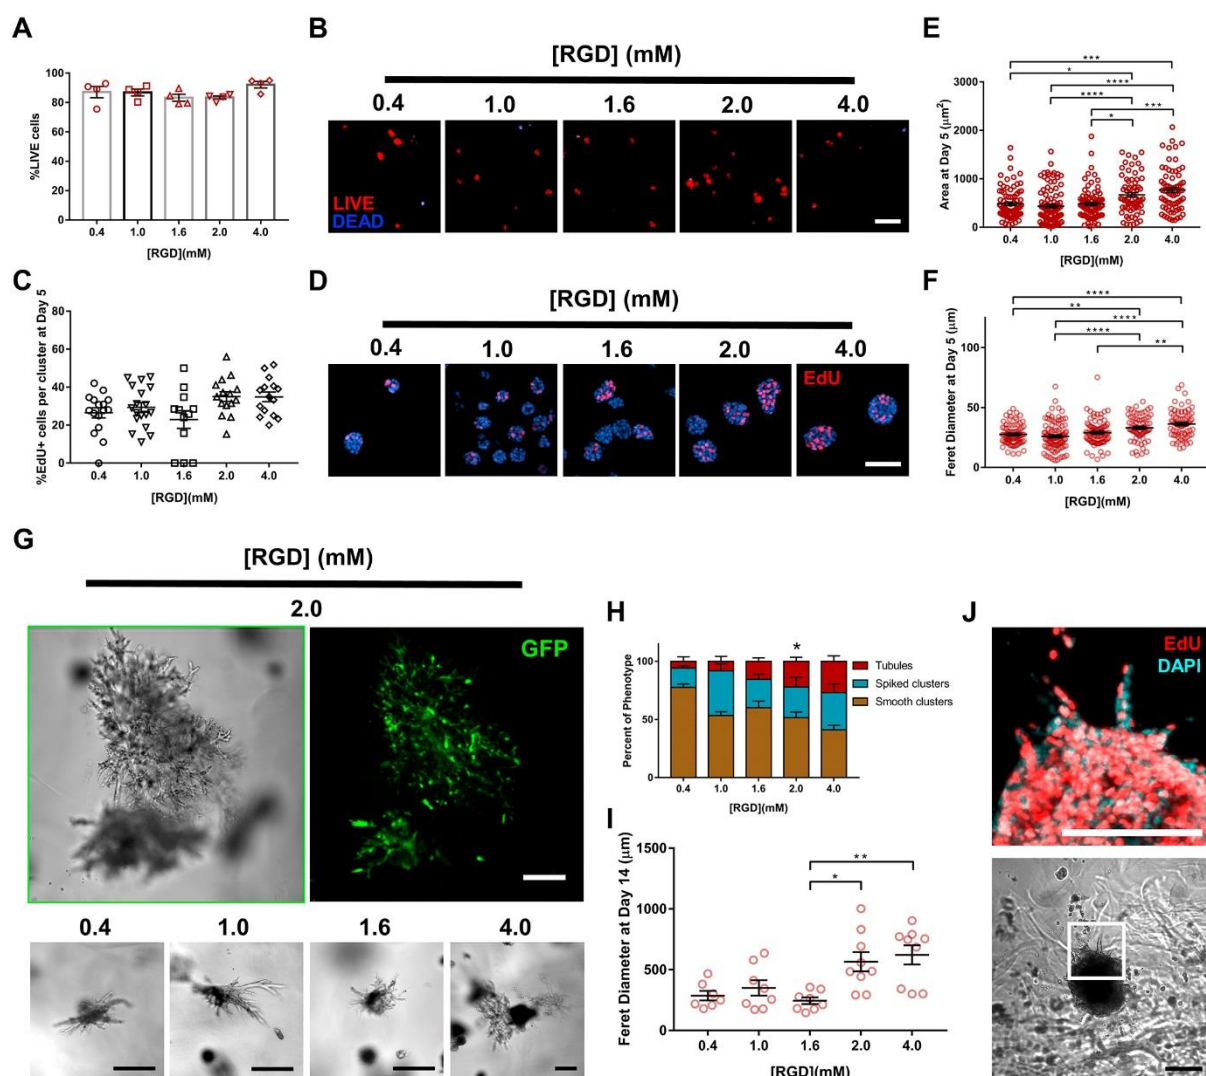 A
%LIVE cells
100
80
60
40
20
0
0.4 1.0 1.6 2.0 4.0
[RGD](mM)
B
[RGD] (mM)
0.4 1.0 1.6 2.0 4.0
LIVE
DEAD
C
%EdU+ cells per cluster at Day 5
80
60
40
20
0
0.4 1.0 1.6 2.0 4.0
[RGD](mM)
D
[RGD] (mM)
0.4 1.0 1.6 2.0 4.0
EdU
E
Area at Day 5 (μm²)
3000
2000
1000
500
0
***
*
****
****
***
*
0.4 1.0 1.6 2.0 4.0
[RGD](mM)
F
Feret Diameter at Day 5 (μm)
100
50
0
****
**
****
****
**
0.4 1.0 1.6 2.0 4.0
[RGD](mM)
G
[RGD] (mM)
2.0
GFP
0.4 1.0 1.6 4.0
H
Percent of Phenotype
100
50
0
*
Tubules
Spiked clusters
Smooth clusters
0.4 1.0 1.6 2.0 4.0
[RGD](mM)
I
Feret Diameter at Day 14 (μm)
1500
1000
500
0
**
*
0.4 1.0 1.6 2.0 4.0
[RGD](mM)
J
EdU
DAPI